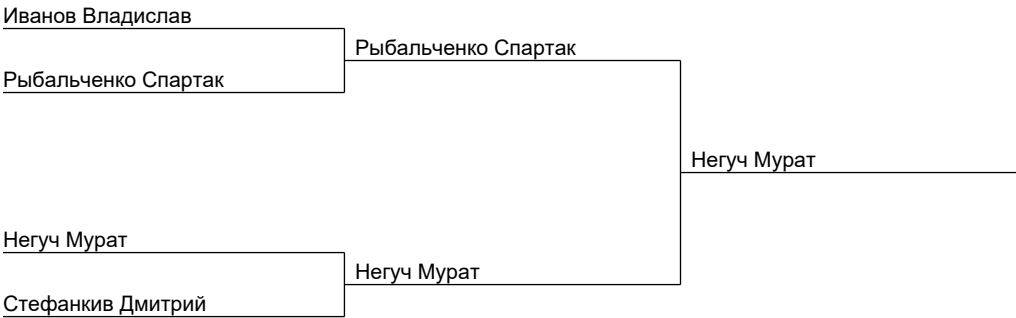 Иванов Владислав
Рыбальченко Спартак
Рыбальченко Спартак
Негуч Мурат
Негуч Мурат
Негуч Мурат
Стефанкив Дмитрий